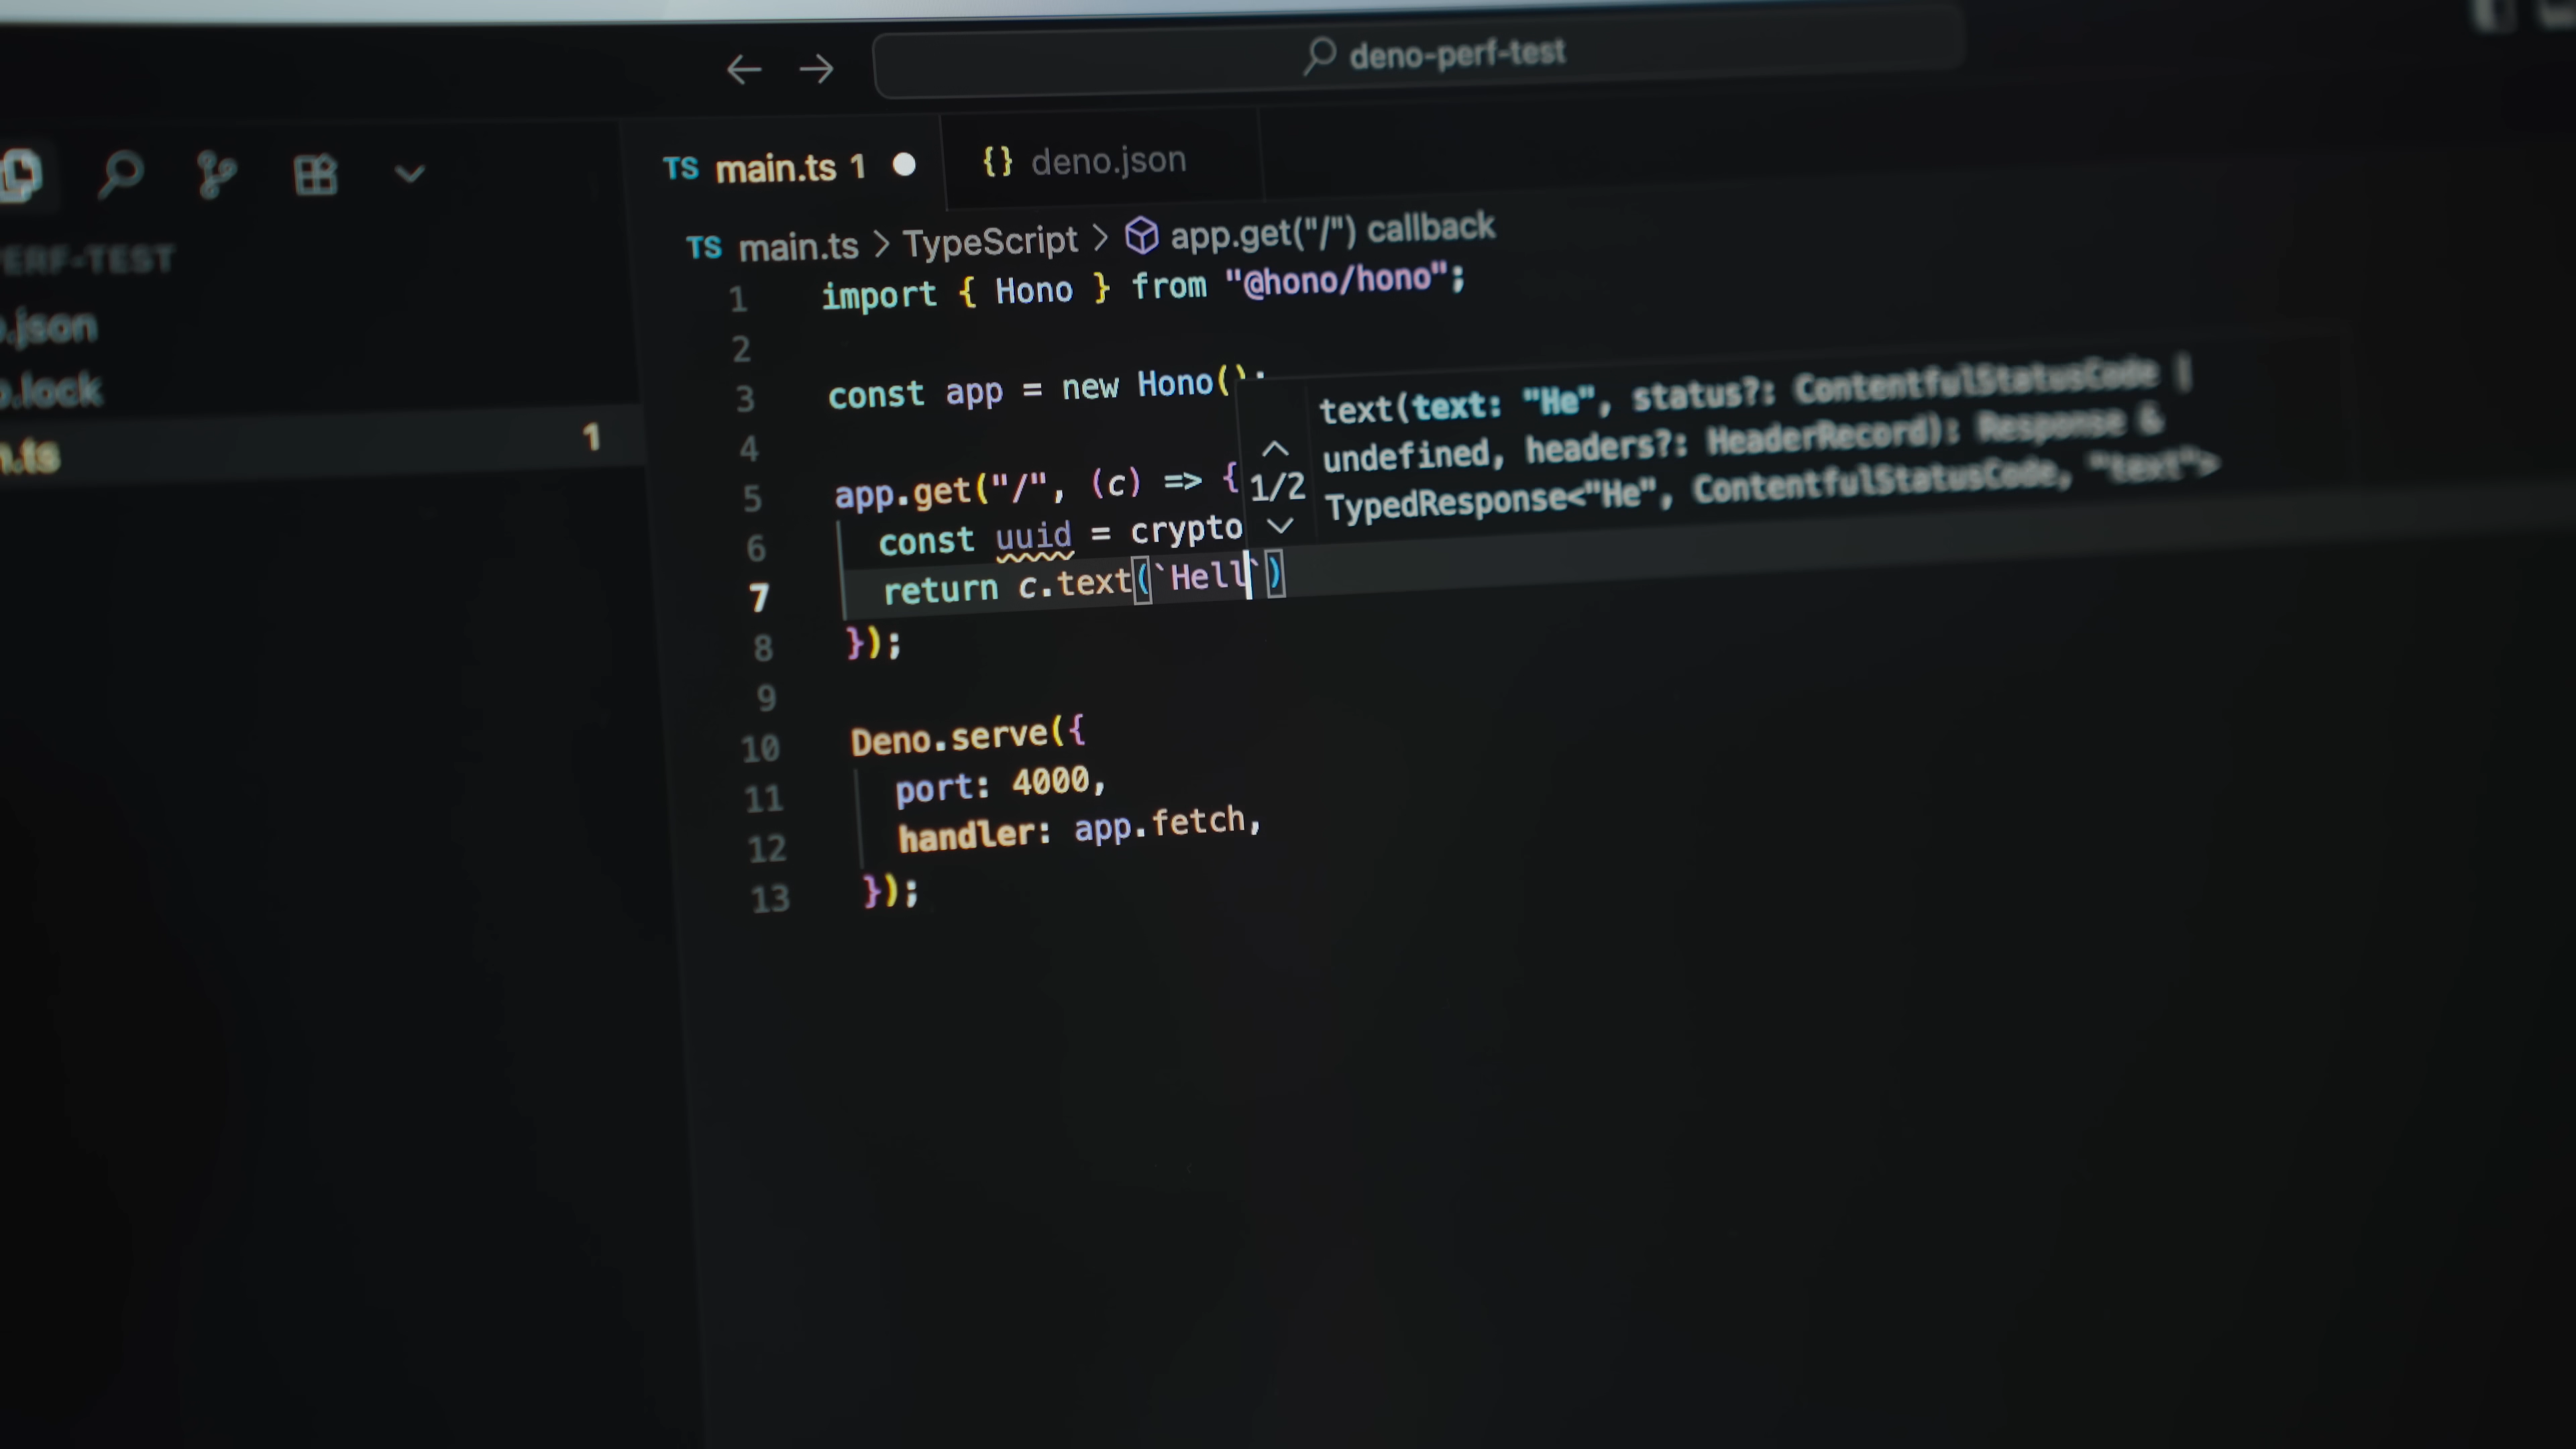 deno-perf-test
TS main.ts 1 {} deno.json
TS main.ts > TypeScript > app.get("/") callback
ERF-TEST
.json
.lock
.ts 1
1 import { Hono } from "@hono/hono";
2
3 const app = new Hono();
4
5 app.get("/", (c) => {
6 const uuid = crypto
7 return c.text(`Hell`)
8 });
9
10 Deno.serve({
11 port: 4000,
12 handler: app.fetch,
13 });
1/2
text(text: "He", status?: ContentfulStatusCode |
undefined, headers?: HeaderRecord): Response &
TypedResponse<"He", ContentfulStatusCode, "text">